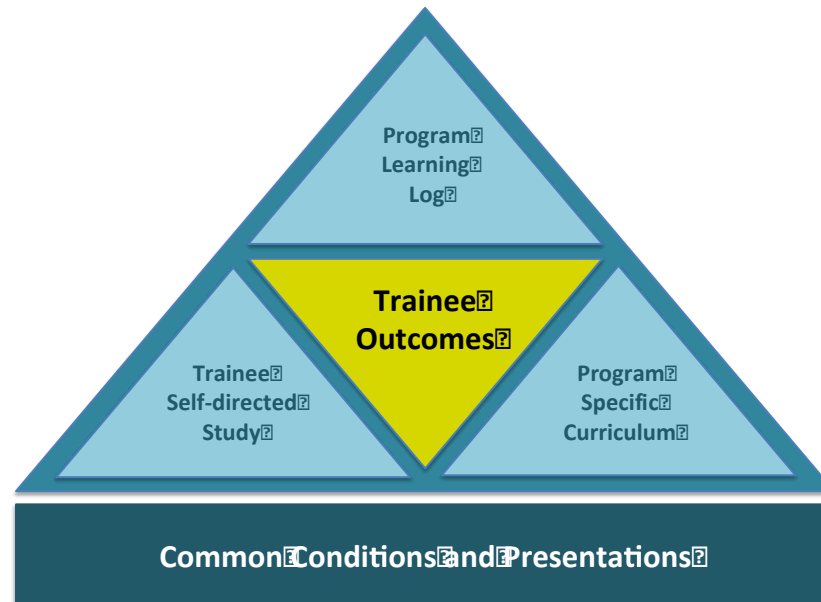 Program⍰
Learning⍰
Log⍰
Trainee⍰
Outcomes⍰
Trainee⍰
Self-directed⍰
Study⍰
Program⍰
Specific⍰
Curriculum⍰
Common⍰Conditions⍰and⍰Presentations⍰